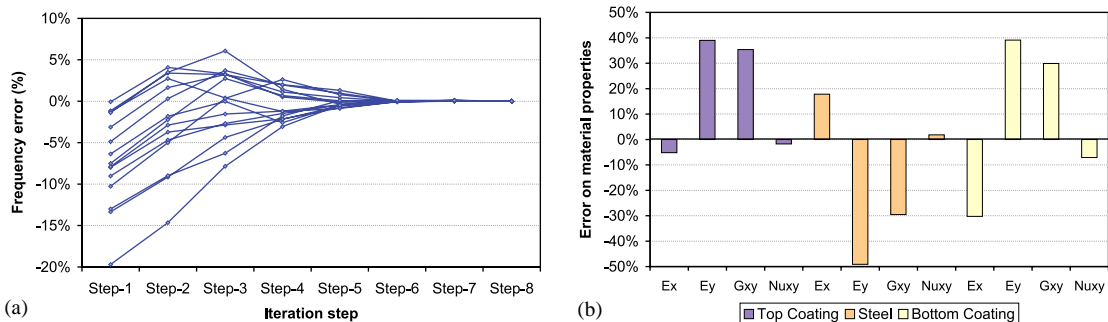 10%
5%
0%
-5%
-10%
-15%
-20%
Frequency error (%)
Step-1 Step-2 Step-3 Step-4 Step-5 Step-6 Step-7 Step-8
Iteration step
(a)
50%
40%
30%
20%
10%
0%
-10%
-20%
-30%
-40%
-50%
Error on material properties
Ex Ey Gxy Nuxy Ex Ey Gxy Nuxy Ex Ey Gxy Nuxy
Top Coating Steel Bottom Coating
(b)